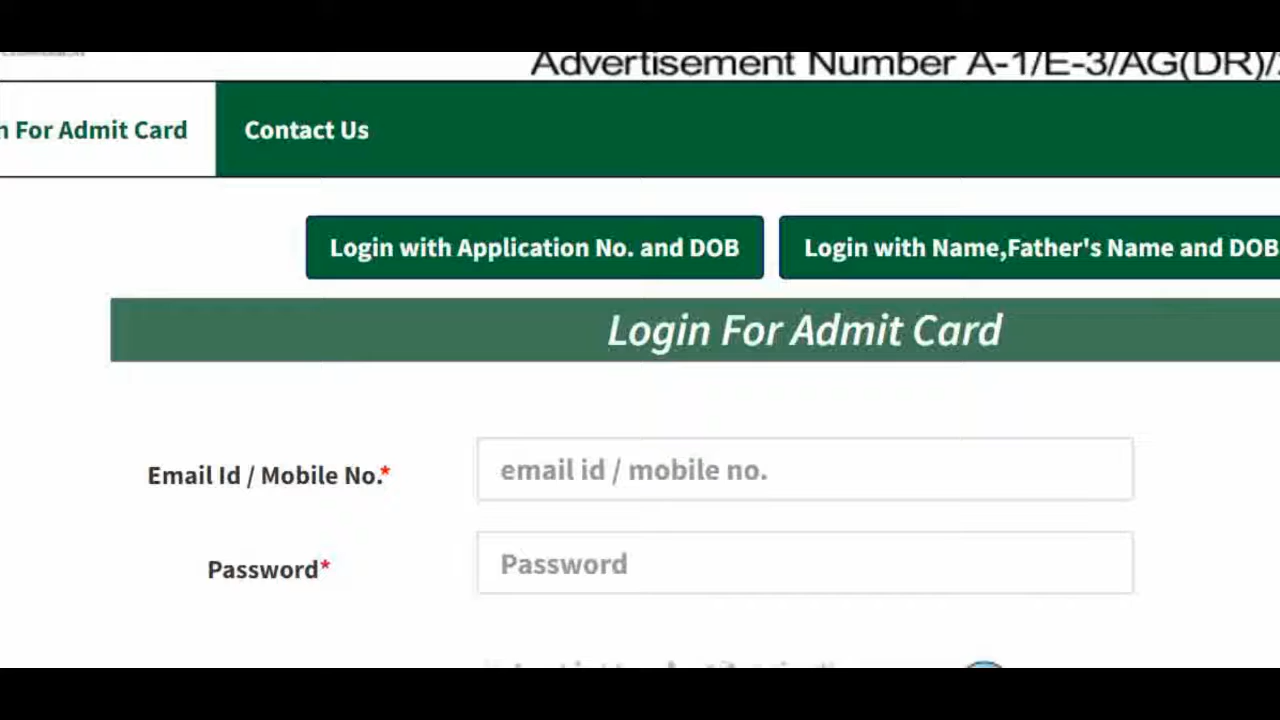 Advertisement Number A-1/E-3/AG(DR)/
n For Admit Card
Contact Us
Login with Application No. and DOB
Login with Name,Father's Name and DOB
Login For Admit Card
Email Id / Mobile No.*
email id / mobile no.
Password*
Password